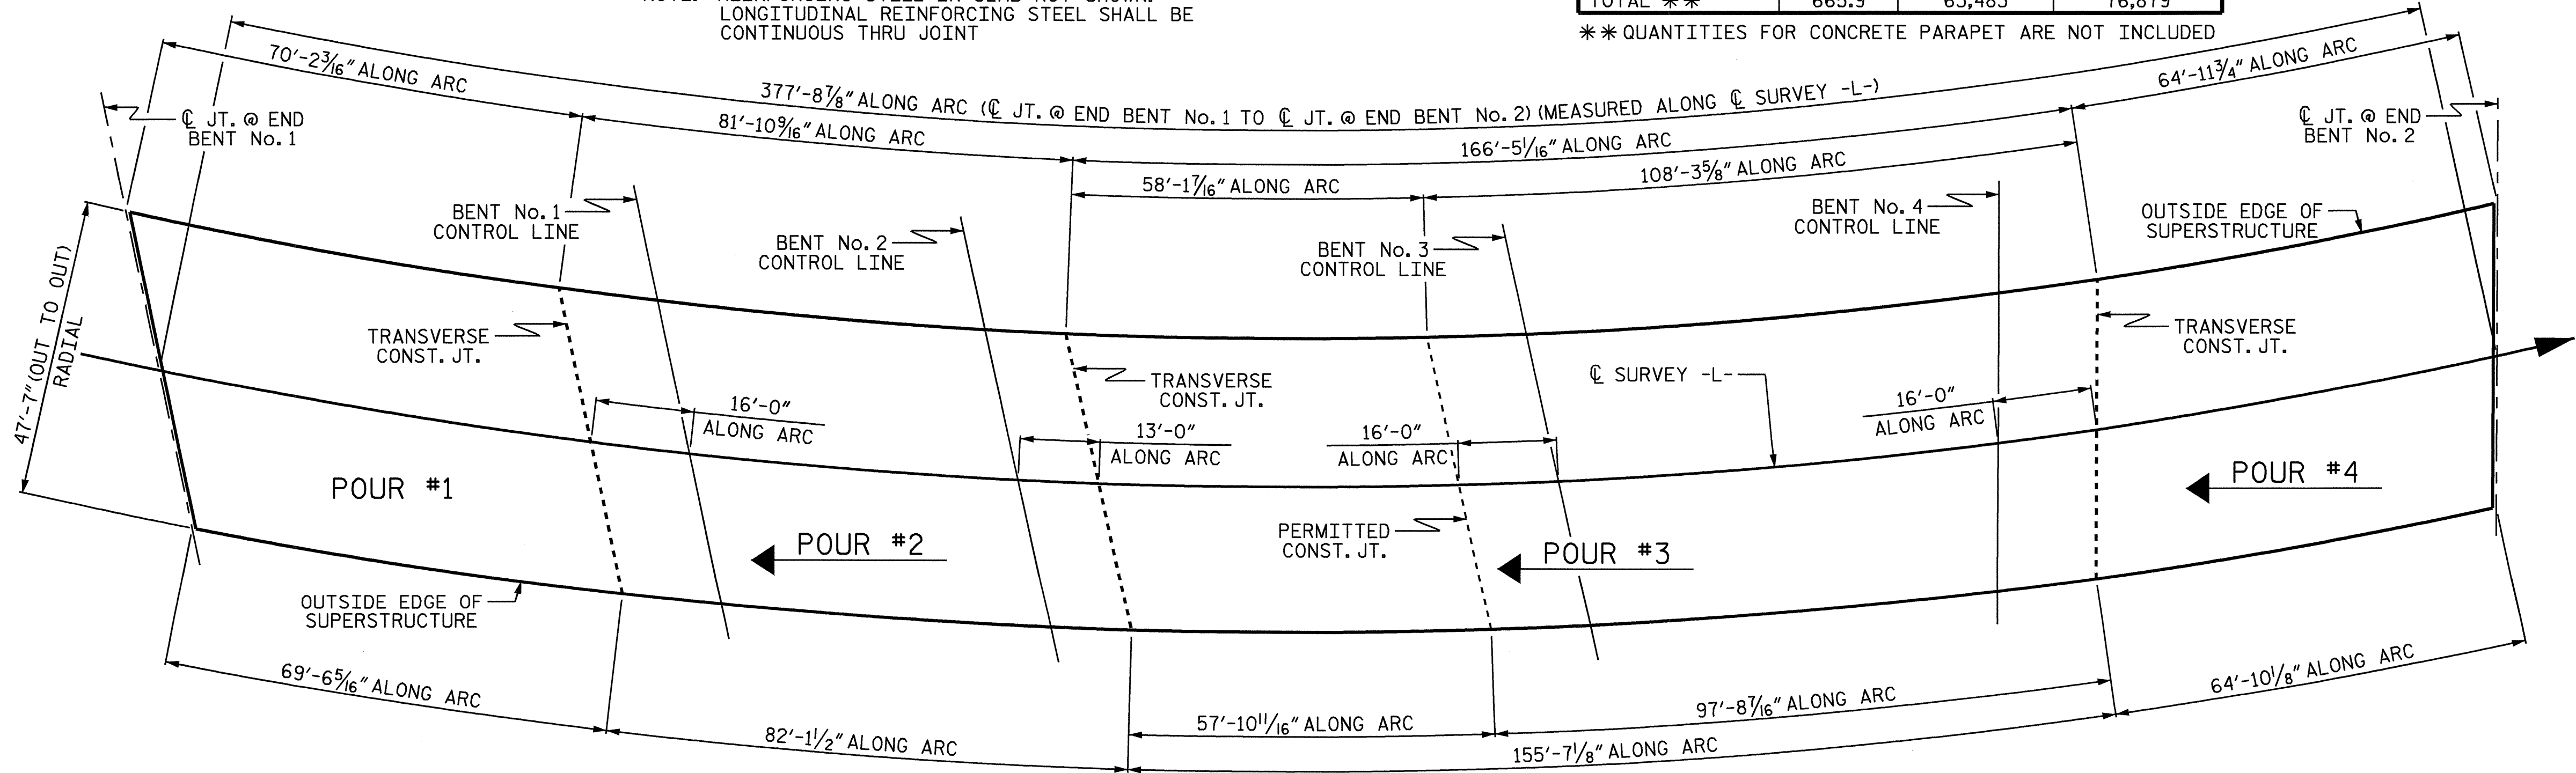 LONGITUDINAL REINFORCING STEEL SHALL BE
CONTINUOUS THRU JOINT
TOTAL ** 665.9 76,879
**QUANTITIES FOR CONCRETE PARAPET ARE NOT INCLUDED
70'-2 3/16" ALONG ARC
377'-8 7/8" ALONG ARC (℄ JT. @ END BENT No. 1 TO ℄ JT. @ END BENT No. 2) (MEASURED ALONG ℄ SURVEY -L-)
64'-11 3/4" ALONG ARC
℄ JT. @ END
BENT No. 1
81'-10 9/16" ALONG ARC
166'-5 1/16" ALONG ARC
℄ JT. @ END
BENT No. 2
58'-1 7/16" ALONG ARC
108'-3 5/8" ALONG ARC
BENT No. 1
CONTROL LINE
BENT No. 2
CONTROL LINE
BENT No. 3
CONTROL LINE
BENT No. 4
CONTROL LINE
OUTSIDE EDGE OF
SUPERSTRUCTURE
47'-7" (OUT TO OUT)
RADIAL
TRANSVERSE
CONST. JT.
TRANSVERSE
CONST. JT.
℄ SURVEY -L-
TRANSVERSE
CONST. JT.
16'-0"
ALONG ARC
13'-0"
ALONG ARC
16'-0"
ALONG ARC
16'-0"
ALONG ARC
POUR #1
POUR #2
PERMITTED
CONST. JT.
POUR #3
POUR #4
OUTSIDE EDGE OF
SUPERSTRUCTURE
69'-6 5/16" ALONG ARC
82'-1 1/2" ALONG ARC
57'-10 11/16" ALONG ARC
97'-8 7/16" ALONG ARC
155'-7 1/8" ALONG ARC
64'-10 1/8" ALONG ARC